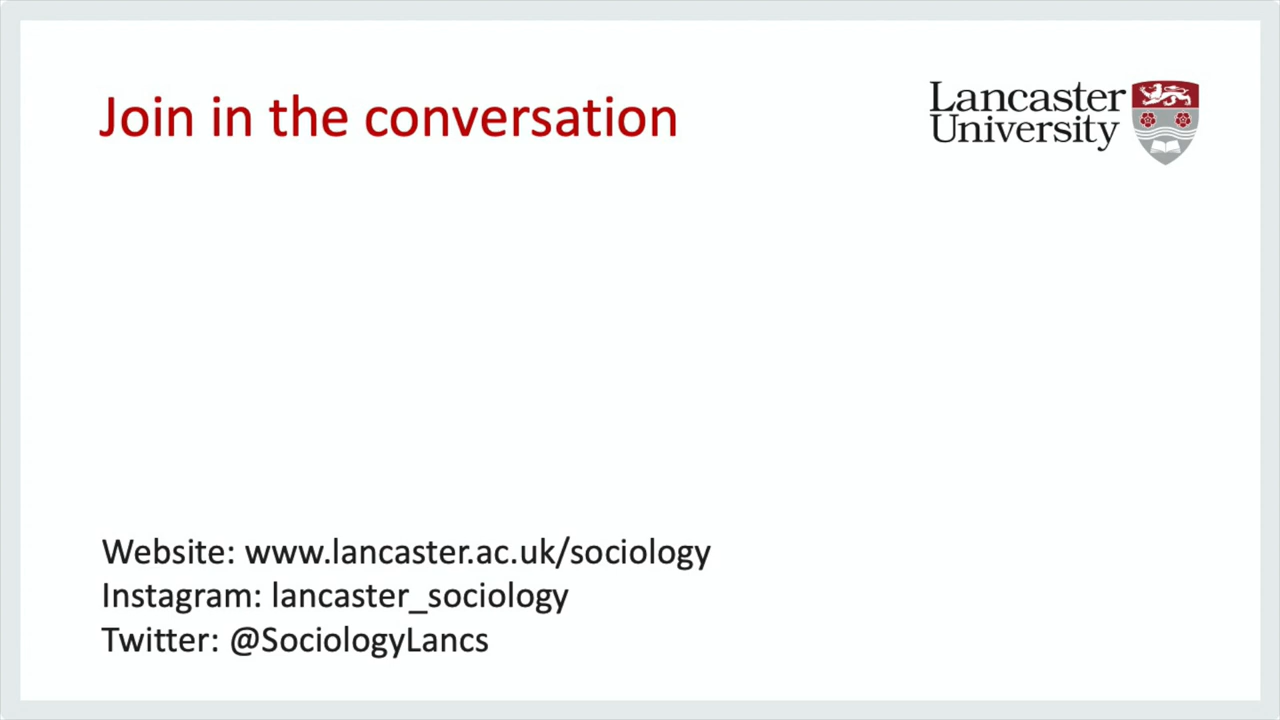 Join in the conversation
Lancaster
University
Website: www.lancaster.ac.uk/sociology
Instagram: lancaster_sociology
Twitter: @SociologyLancs